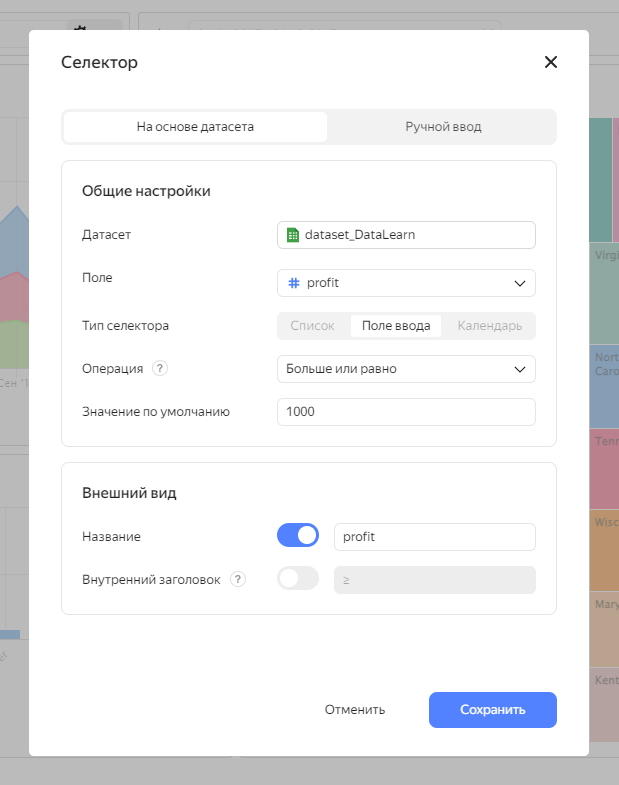 Селектор
На основе датасета
Ручной ввод
Общие настройки
Датасет
dataset_DataLearn
Поле
profit
Тип селектора
Список
Поле ввода
Календарь
Операция ?
Больше или равно
Значение по умолчанию
1000
Внешний вид
Название
profit
Внутренний заголовок ?
≥
Отменить
Сохранить
Сен '1
Virgi
Nort
Caro
Tenn
Wisc
Mary
Kent